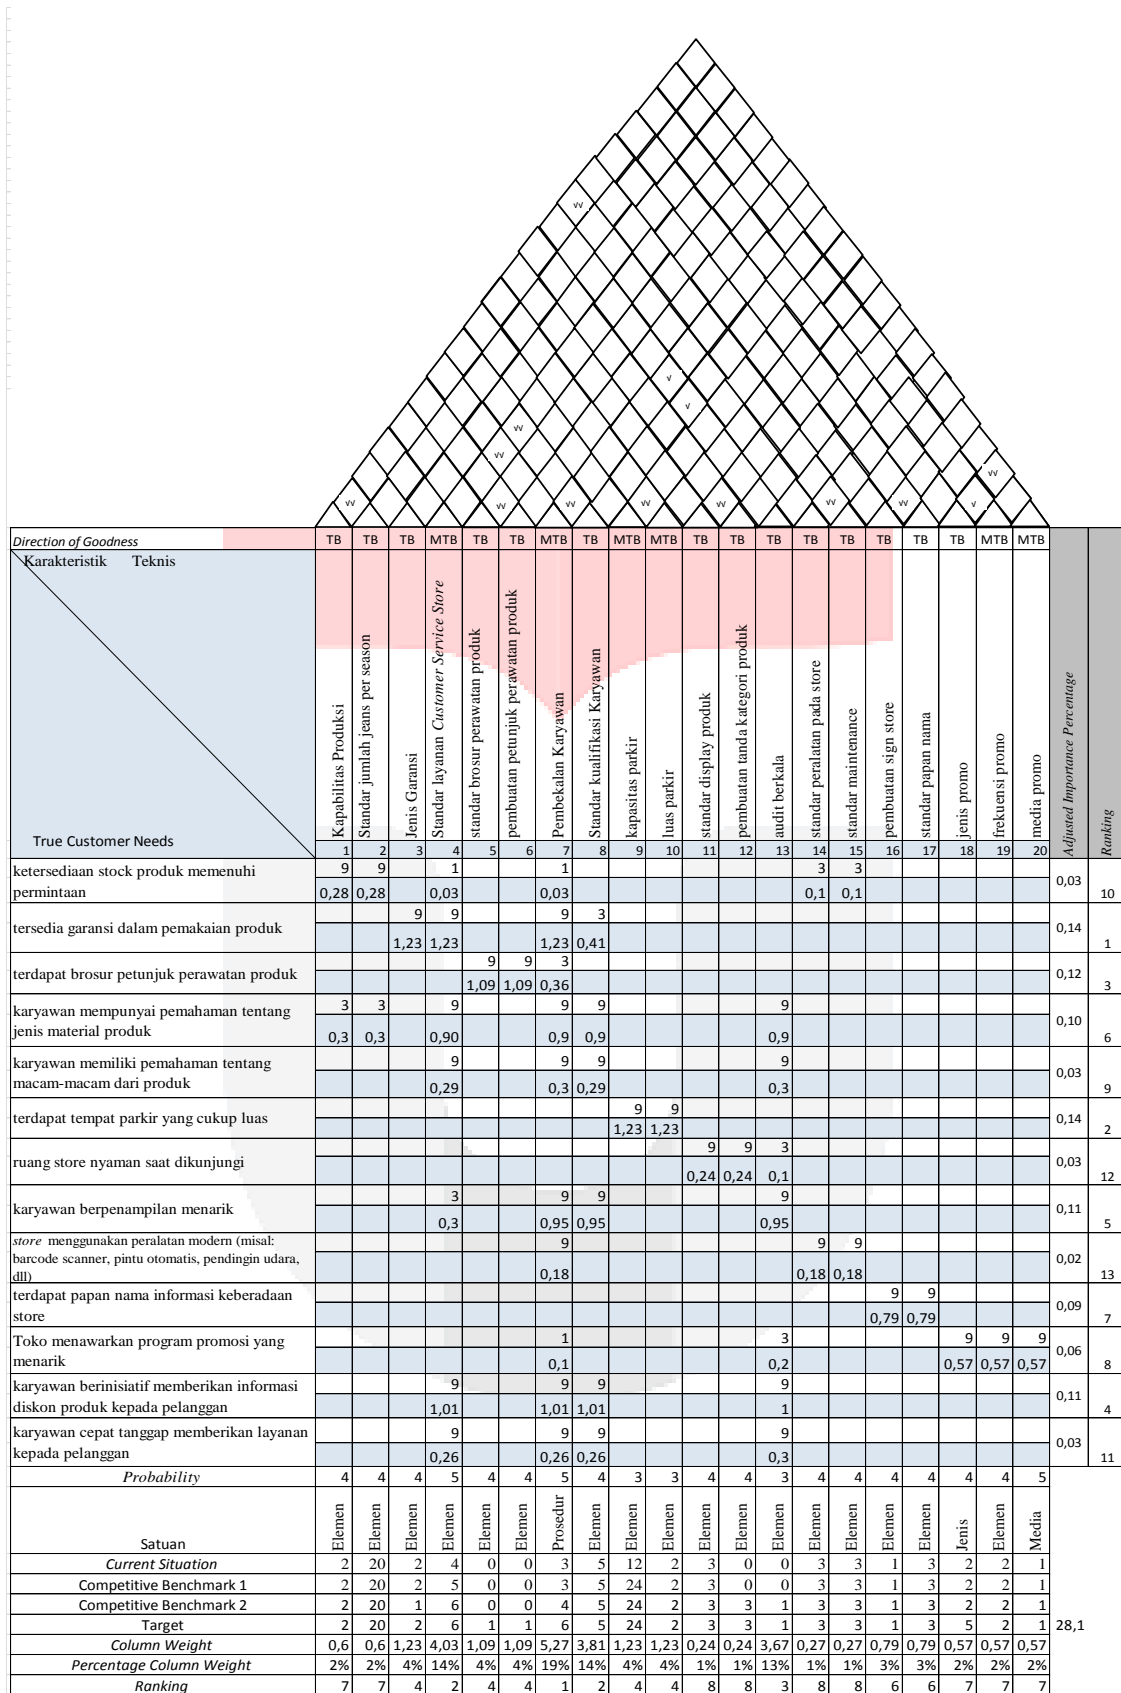 √√
√
√
√√
√√
√√
√√ √√ √√ √√ √√ √√ √
Direction of Goodness TB TB TB MTB TB TB MTB TB MTB MTB TB TB TB TB TB TB TB TB MTB MTB
Karakteristik Teknis
True Customer Needs
Kapabilitas Produksi
Standar jumlah jeans per season
Jenis Garansi
Standar layanan Customer Service Store
standar brosur perawatan produk
pembuatan petunjuk perawatan produk
Pembekalan Karyawan
Standar kualifikasi Karyawan
kapasitas parkir
luas parkir
standar display produk
pembuatan tanda kategori produk
audit berkala
standar peralatan pada store
standar maintenance
pembuatan sign store
standar papan nama
jenis promo
frekuensi promo
media promo
Adjusted Importance Percentage
Ranking
1 2 3 4 5 6 7 8 9 10 11 12 13 14 15 16 17 18 19 20
ketersediaan stock produk memenuhi
permintaan
9 9 1 1 3 3
0,28 0,28 0,03 0,03 0,1 0,1
0,03 10
tersedia garansi dalam pemakaian produk
9 9 9 3
1,23 1,23 1,23 0,41
0,14 1
terdapat brosur petunjuk perawatan produk
9 9 3
1,09 1,09 0,36
0,12 3
karyawan mempunyai pemahaman tentang
jenis material produk
3 3 9 9 9 9
0,3 0,3 0,90 0,9 0,9 0,9
0,10 6
karyawan memiliki pemahaman tentang
macam-macam dari produk
9 9 9 9
0,29 0,3 0,29 0,3
0,03 9
terdapat tempat parkir yang cukup luas
9 9
1,23 1,23
0,14 2
ruang store nyaman saat dikunjungi
9 9 3
0,24 0,24 0,1
0,03 12
karyawan berpenampilan menarik
3 9 9 9
0,3 0,95 0,95 0,95
0,11 5
store menggunakan peralatan modern (misal:
barcode scanner, pintu otomatis, pendingin udara,
dll)
9 9 9
0,18 0,18 0,18
0,02 13
terdapat papan nama informasi keberadaan
store
9 9
0,79 0,79
0,09 7
Toko menawarkan program promosi yang
menarik
1 3 9 9 9
0,1 0,2 0,57 0,57 0,57
0,06 8
karyawan berinisiatif memberikan informasi
diskon produk kepada pelanggan
9 9 9 9
1,01 1,01 1,01 1
0,11 4
karyawan cepat tanggap memberikan layanan
kepada pelanggan
9 9 9 9
0,26 0,26 0,26 0,3
0,03 11
Probability 4 4 4 5 4 4 5 4 3 3 4 4 3 4 4 4 4 4 4 5
Satuan Elemen Elemen Elemen Elemen Elemen Elemen Prosedur Elemen Elemen Elemen Elemen Elemen Elemen Elemen Elemen Elemen Elemen Jenis Elemen Media
Current Situation 2 20 2 4 0 0 3 5 12 2 3 0 0 3 3 1 3 2 2 1
Competitive Benchmark 1 2 20 2 5 0 0 3 5 24 2 3 0 0 3 3 1 3 2 2 1
Competitive Benchmark 2 2 20 1 6 0 0 4 5 24 2 3 3 1 3 3 1 3 2 2 1
Target 2 20 2 6 1 1 6 5 24 2 3 3 1 3 3 1 3 5 2 1 28,1
Column Weight 0,6 0,6 1,23 4,03 1,09 1,09 5,27 3,81 1,23 1,23 0,24 0,24 3,67 0,27 0,27 0,79 0,79 0,57 0,57 0,57
Percentage Column Weight 2% 2% 4% 14% 4% 4% 19% 14% 4% 4% 1% 1% 13% 1% 1% 3% 3% 2% 2% 2%
Ranking 7 7 4 2 4 4 1 2 4 4 8 8 3 8 8 6 6 7 7 7